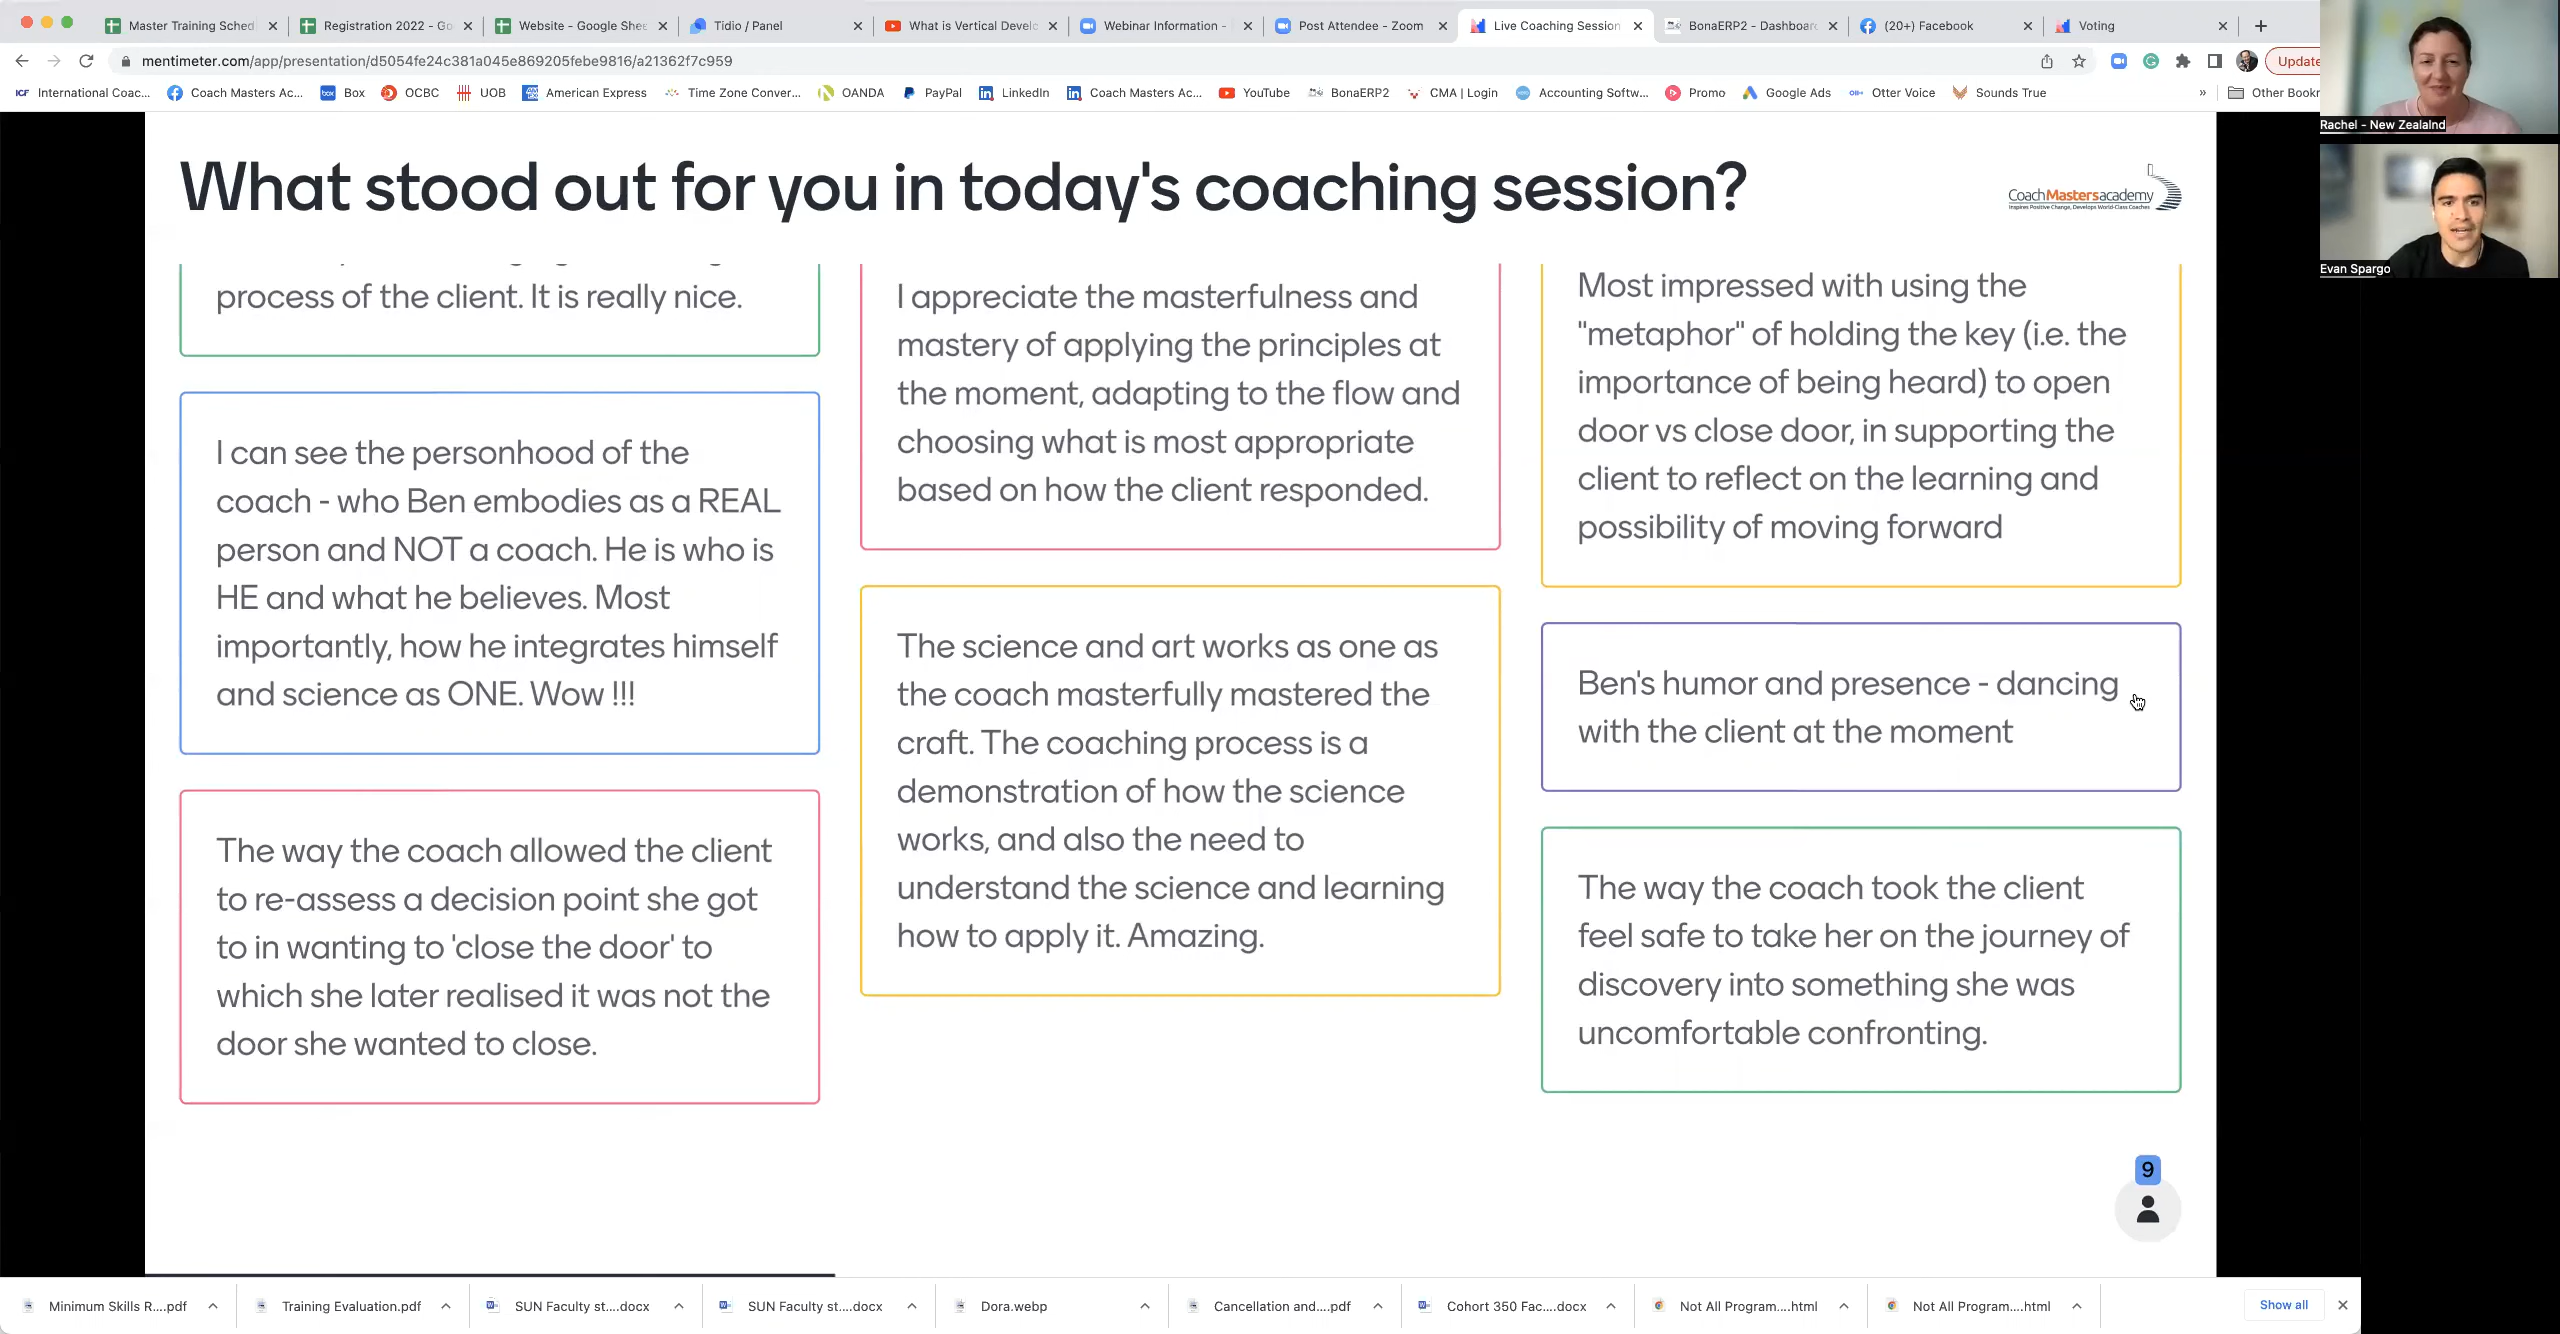 Master Training Sched
Registration 2022 - Go
Website - Google Shee
Tidio / Panel
What is Vertical Develo
Webinar Information -
Post Attendee - Zoom
Live Coaching Session
BonaERP2 - Dashboard
(20+) Facebook
Voting
mentimeter.com/app/presentation/d5054fe24c381a045e869205febe9816/a21362f7c959
Update
ICF International Coac...
Coach Masters Ac...
box Box
OCBC
UOB
American Express
Time Zone Conver...
OANDA
PayPal
LinkedIn
Coach Masters Ac...
YouTube
BonaERP2
CMA | Login
Accounting Softw...
Promo
Google Ads
Otter Voice
Sounds True
»
Other Bookr
Rachel - New Zealalnd
Evan Spargo
What stood out for you in today's coaching session?
CoachMastersacademy
Inspires Positive Change, Develops World-Class Coaches
process of the client. It is really nice.
I can see the personhood of the
coach - who Ben embodies as a REAL
person and NOT a coach. He is who is
HE and what he believes. Most
importantly, how he integrates himself
and science as ONE. Wow !!!
The way the coach allowed the client
to re-assess a decision point she got
to in wanting to 'close the door' to
which she later realised it was not the
door she wanted to close.
I appreciate the masterfulness and
mastery of applying the principles at
the moment, adapting to the flow and
choosing what is most appropriate
based on how the client responded.
The science and art works as one as
the coach masterfully mastered the
craft. The coaching process is a
demonstration of how the science
works, and also the need to
understand the science and learning
how to apply it. Amazing.
Most impressed with using the
"metaphor" of holding the key (i.e. the
importance of being heard) to open
door vs close door, in supporting the
client to reflect on the learning and
possibility of moving forward
Ben's humor and presence - dancing
with the client at the moment
The way the coach took the client
feel safe to take her on the journey of
discovery into something she was
uncomfortable confronting.
9
Minimum Skills R....pdf
Training Evaluation.pdf
SUN Faculty st....docx
SUN Faculty st....docx
Dora.webp
Cancellation and....pdf
Cohort 350 Fac....docx
Not All Program....html
Not All Program....html
Show all